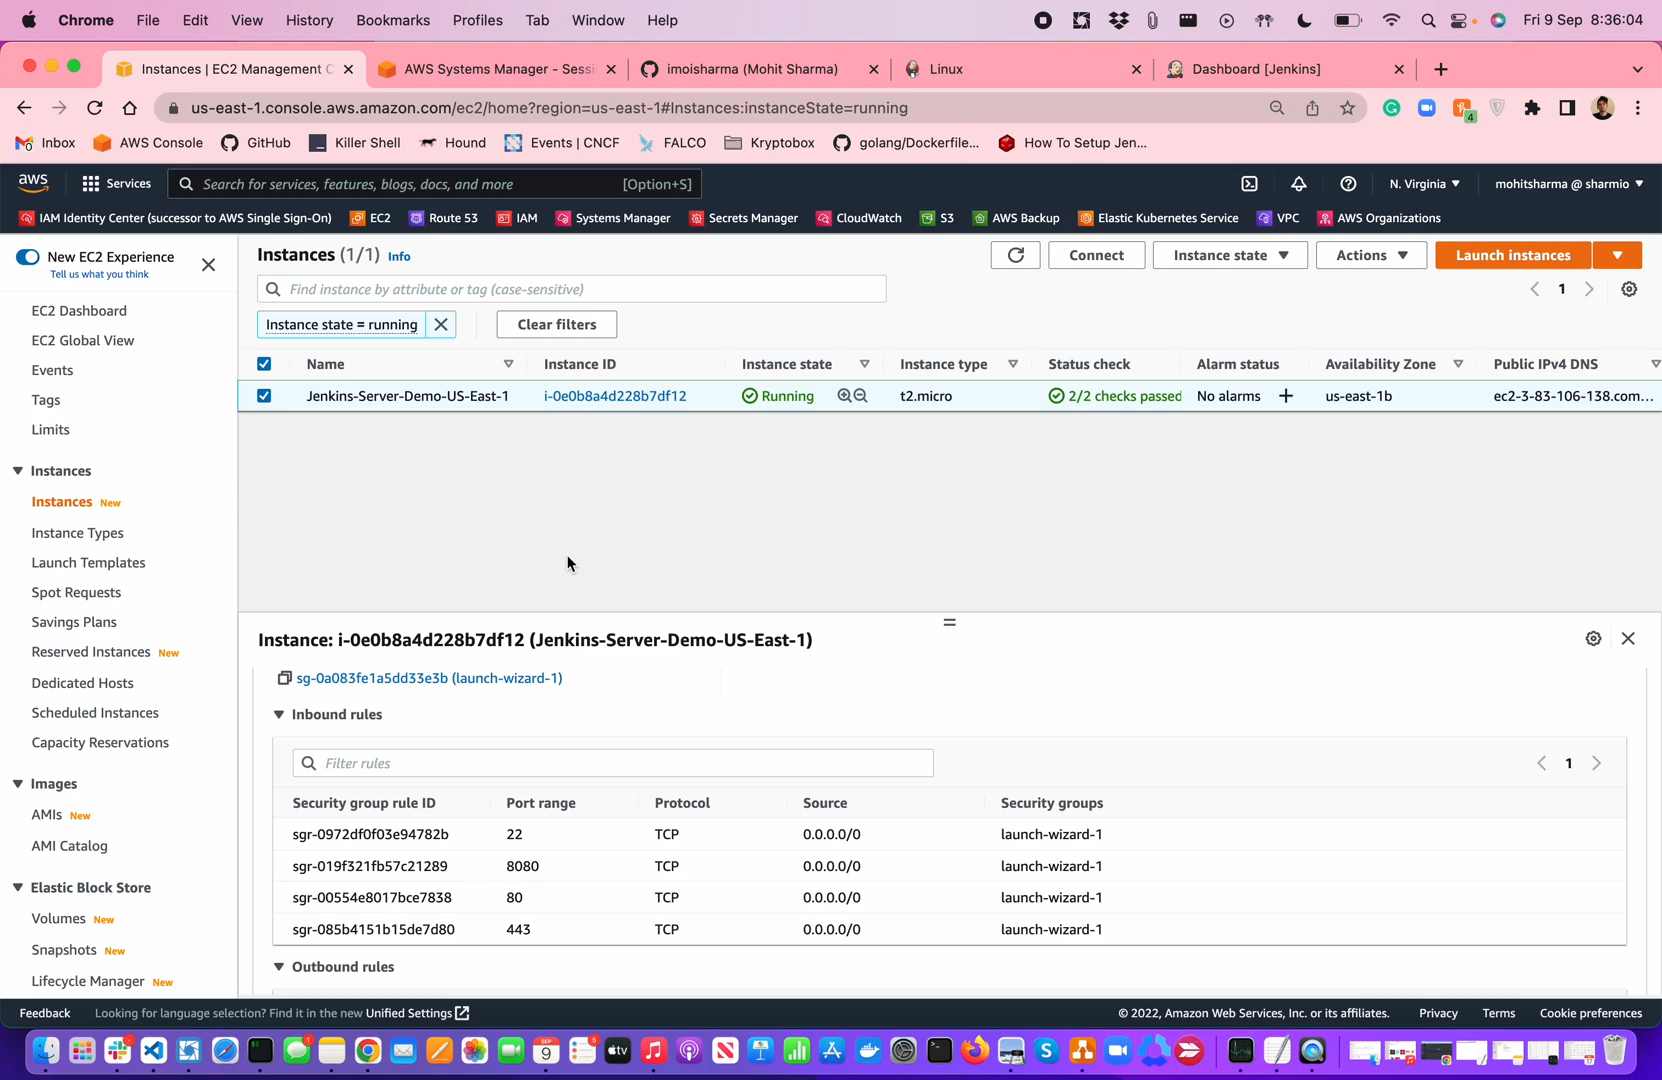 Chrome File Edit View History Bookmarks Profiles Tab Window Help Fri 9 Sep 8:36:04
Instances | EC2 Management C
AWS Systems Manager - Sessi
imoisharma (Mohit Sharma)
Linux
Dashboard [Jenkins]
us-east-1.console.aws.amazon.com/ec2/home?region=us-east-1#Instances:instanceState=running
4
Inbox AWS Console GitHub Killer Shell Hound Events | CNCF FALCO Kryptobox golang/Dockerfile... How To Setup Jen...
aws Services Search for services, features, blogs, docs, and more [Option+S] N. Virginia mohitsharma @ sharmio
IAM Identity Center (successor to AWS Single Sign-On) EC2 Route 53 IAM Systems Manager Secrets Manager CloudWatch S3 AWS Backup Elastic Kubernetes Service VPC AWS Organizations
New EC2 Experience
Tell us what you think
EC2 Dashboard
EC2 Global View
Events
Tags
Limits
Instances
Instances New
Instance Types
Launch Templates
Spot Requests
Savings Plans
Reserved Instances New
Dedicated Hosts
Scheduled Instances
Capacity Reservations
Images
AMIs New
AMI Catalog
Elastic Block Store
Volumes New
Snapshots New
Lifecycle Manager New
Instances (1/1) Info
Connect Instance state Actions Launch instances
Find instance by attribute or tag (case-sensitive)
1
Instance state = running Clear filters
Name Instance ID Instance state Instance type Status check Alarm status Availability Zone Public IPv4 DNS
Jenkins-Server-Demo-US-East-1 i-0e0b8a4d228b7df12 Running t2.micro 2/2 checks passed No alarms us-east-1b ec2-3-83-106-138.com...
Instance: i-0e0b8a4d228b7df12 (Jenkins-Server-Demo-US-East-1)
sg-0a083fe1a5dd33e3b (launch-wizard-1)
Inbound rules
Filter rules
1
Security group rule ID Port range Protocol Source Security groups
sgr-0972df0f03e94782b 22 TCP 0.0.0.0/0 launch-wizard-1
sgr-019f321fb57c21289 8080 TCP 0.0.0.0/0 launch-wizard-1
sgr-00554e8017bce7838 80 TCP 0.0.0.0/0 launch-wizard-1
sgr-085b4151b15de7d80 443 TCP 0.0.0.0/0 launch-wizard-1
Outbound rules
Feedback Looking for language selection? Find it in the new Unified Settings © 2022, Amazon Web Services, Inc. or its affiliates. Privacy Terms Cookie preferences